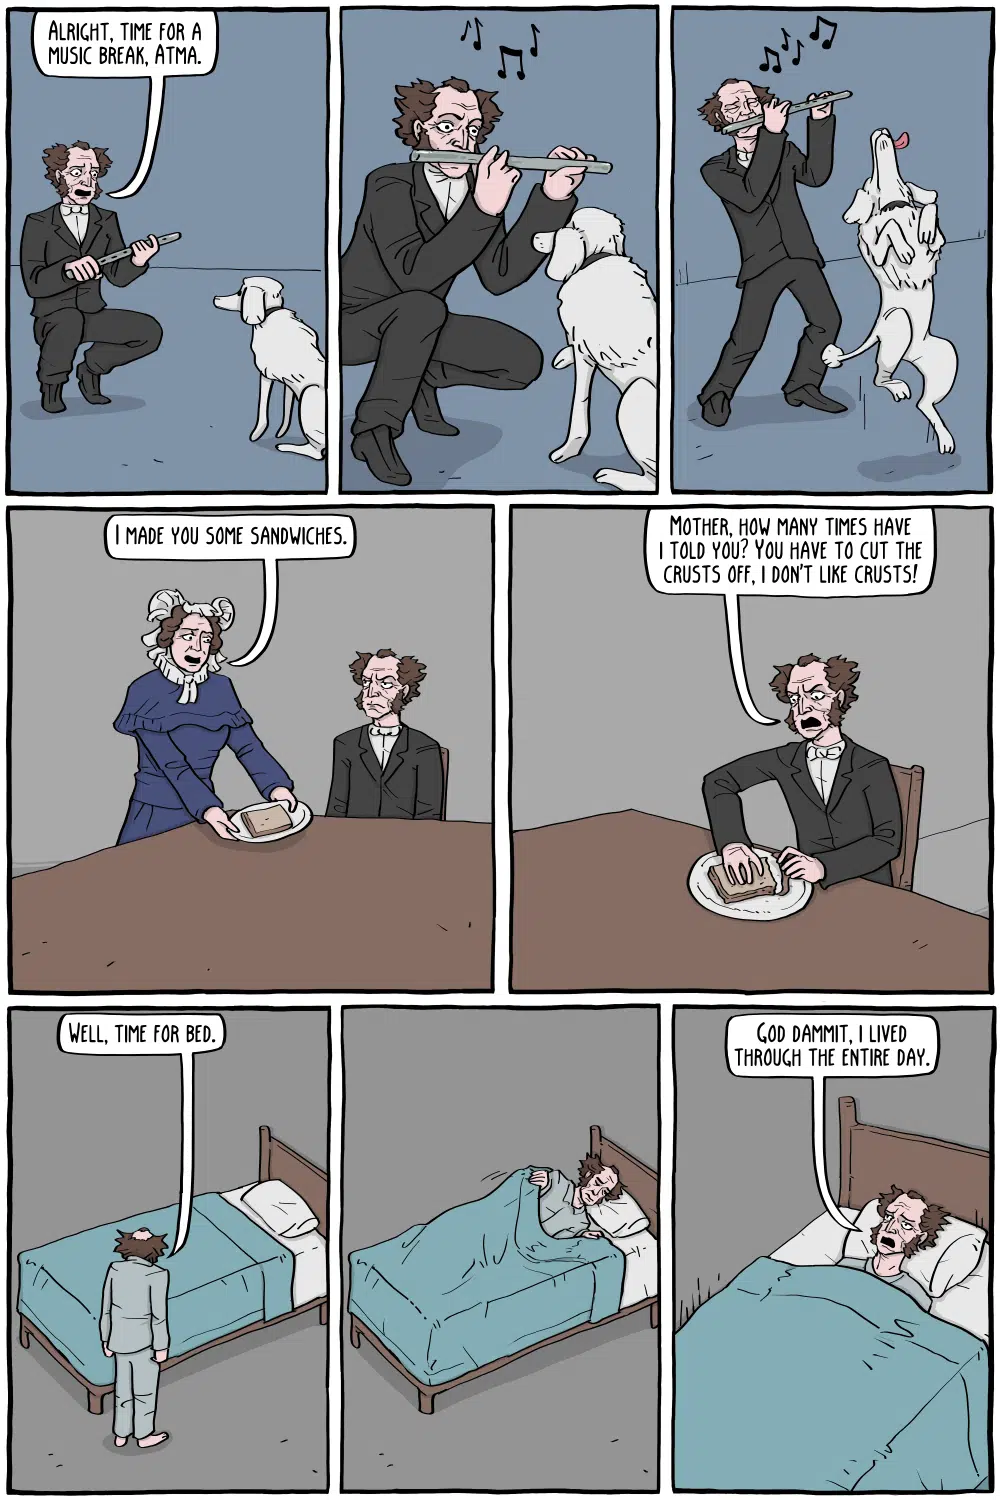 Alright, time for a
music break, Atma.
I made you some sandwiches.
Mother, how many times have
I told you? You have to cut the
crusts off, I don't like crusts!
Well, time for bed.
God dammit, I lived
through the entire day.